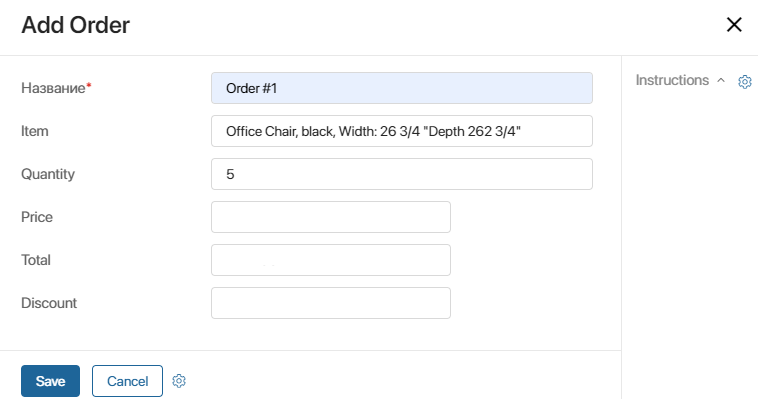 Add Order
Название*
Order #1
Instructions
Item
Office Chair, black, Width: 26 3/4 "Depth 262 3/4"
Quantity
5
Price
Total
Discount
Save
Cancel